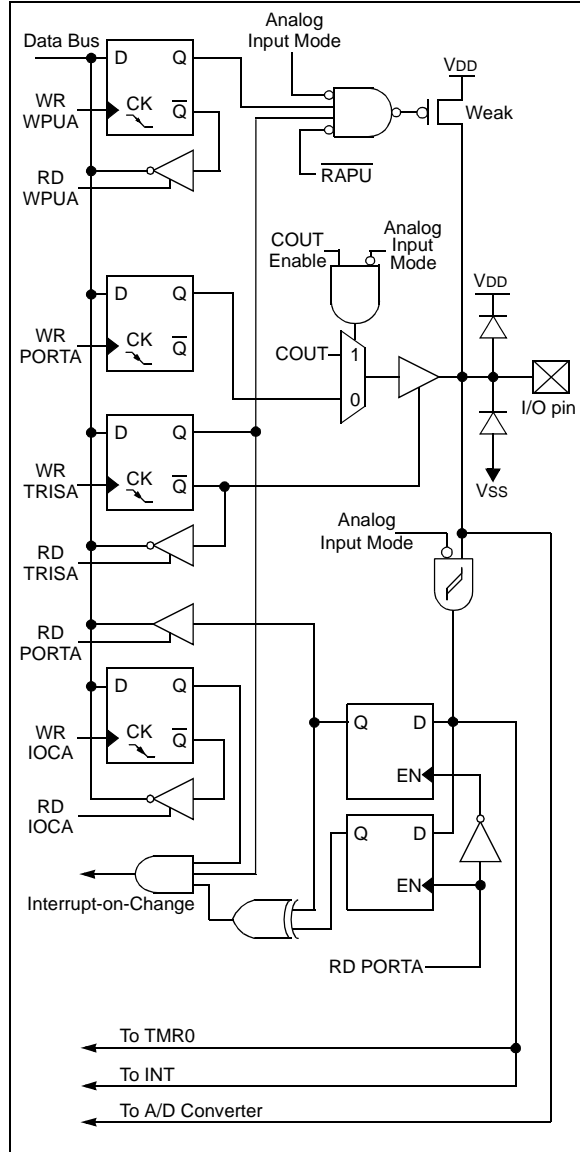 Analog
Input Mode
Data Bus
D Q
VDD
WR
WPUA
CK Q
Weak
RD
WPUA
RAPU
COUT
Enable
Analog
Input
Mode
D Q
VDD
WR
PORTA
CK Q
COUT
1
0
I/O pin
D Q
WR
TRISA
CK Q
VSS
Analog
Input Mode
RD
TRISA
RD
PORTA
D Q
Q D
WR
IOCA
CK Q
EN
RD
IOCA
Q D
EN
Interrupt-on-Change
RD PORTA
To TMR0
To INT
To A/D Converter